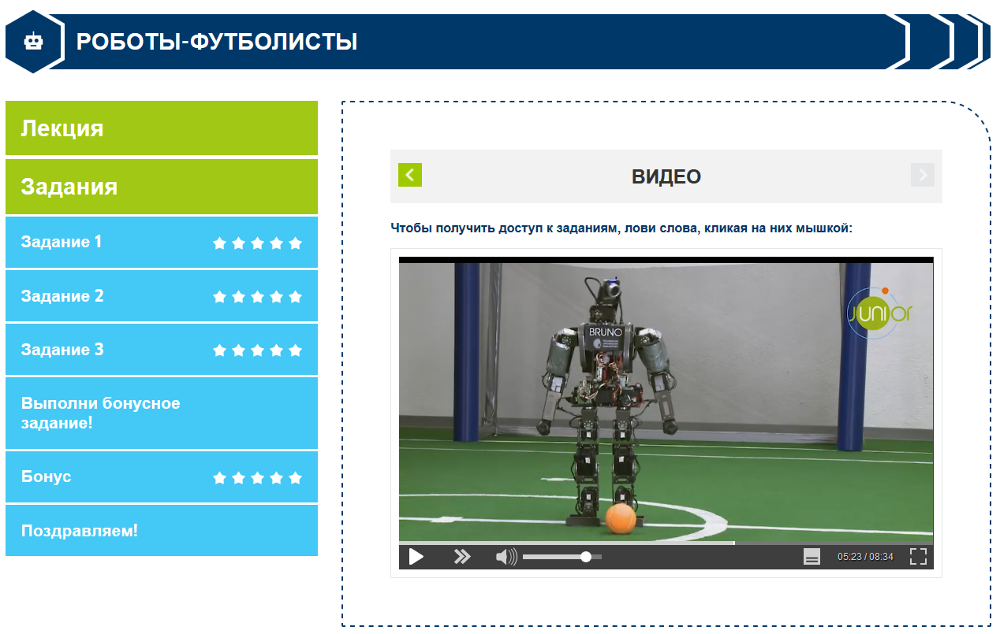 РОБОТЫ-ФУТБОЛИСТЫ
Лекция
Задания
Задание 1
Задание 2
Задание 3
Выполни бонусное
задание!
Бонус
Поздравляем!
ВИДЕО
Чтобы получить доступ к заданиям, лови слова, кликая на них мышкой:
JUNIOR
BRUNO
05:23 / 08:34